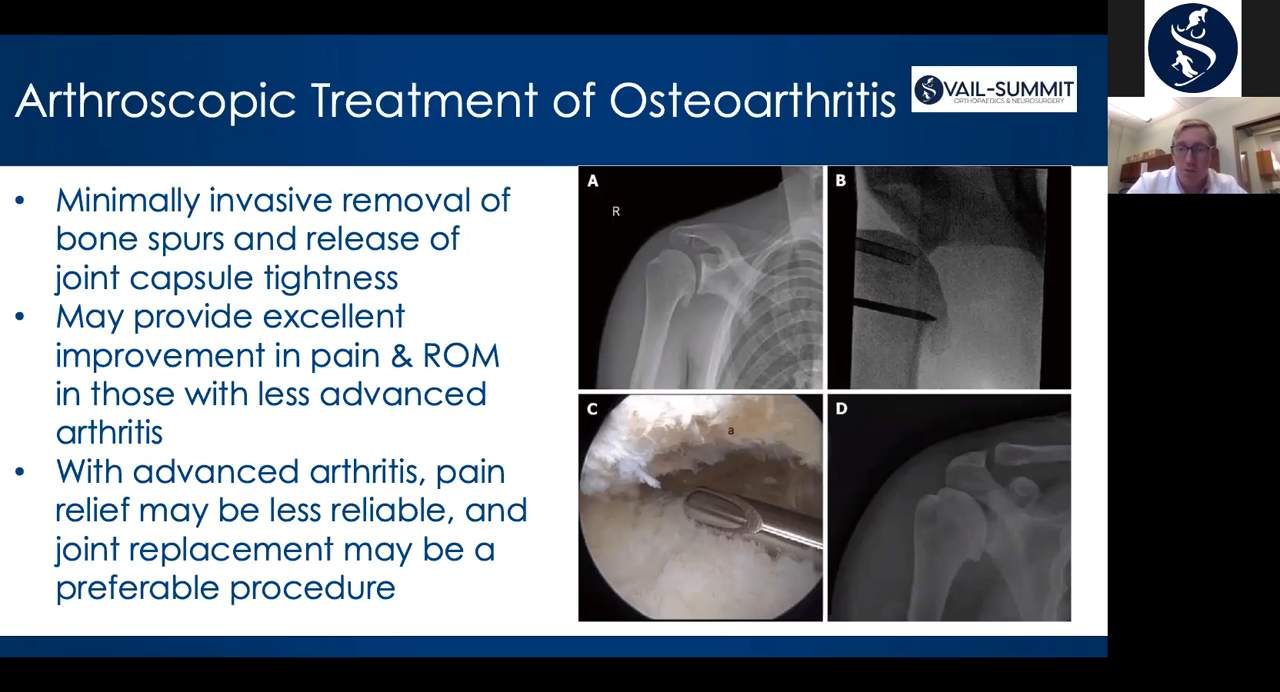 Arthroscopic Treatment of Osteoarthritis
VAIL-SUMMIT
ORTHOPAEDICS & NEUROSURGERY
• Minimally invasive removal of
bone spurs and release of
joint capsule tightness
• May provide excellent
improvement in pain & ROM
in those with less advanced
arthritis
• With advanced arthritis, pain
relief may be less reliable, and
joint replacement may be a
preferable procedure
A
R
B
C
a
D